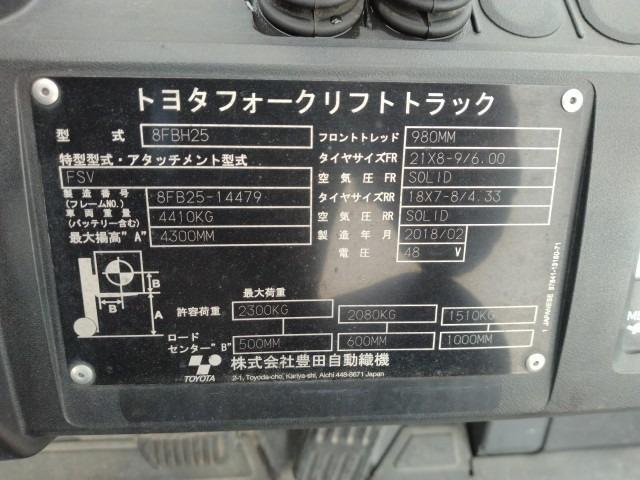 トヨタフォークリフトトラック
型 式 8FBH25
特型型式・アタッチメント型式
FSV
製造番号 (フレームNO.) 8FB25-14479
車両重量 (バッテリー含む) 4410KG
最大揚高"A" 4300MM
フロントトレッド 980MM
タイヤサイズFR 21X8-9/6.00
空気圧FR SOLID
タイヤサイズRR 18X7-8/4.33
空気圧RR SOLID
製造年月 2018/02
電圧 48 V
B
B
A
最大荷重
許容荷重 2300KG 2080KG 1510KG
ロードセンター"B" 500MM 600MM 1000MM
TOYOTA
株式会社豊田自動織機
2-1, Toyoda-cho, Kariya-shi, Aichi 448-8671 Japan